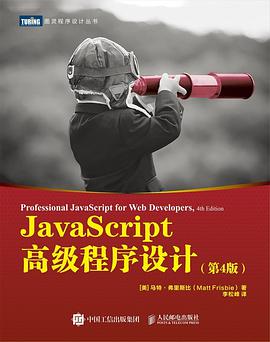 TURING 图灵程序设计丛书
Professional JavaScript for Web Developers, 4th Edition
JavaScript
高级程序设计（第4版）
[美] 马特·弗里斯比（Matt Frisbie）著
李松峰 译
中国工信出版集团 人民邮电出版社
POSTS & TELECOM PRESS